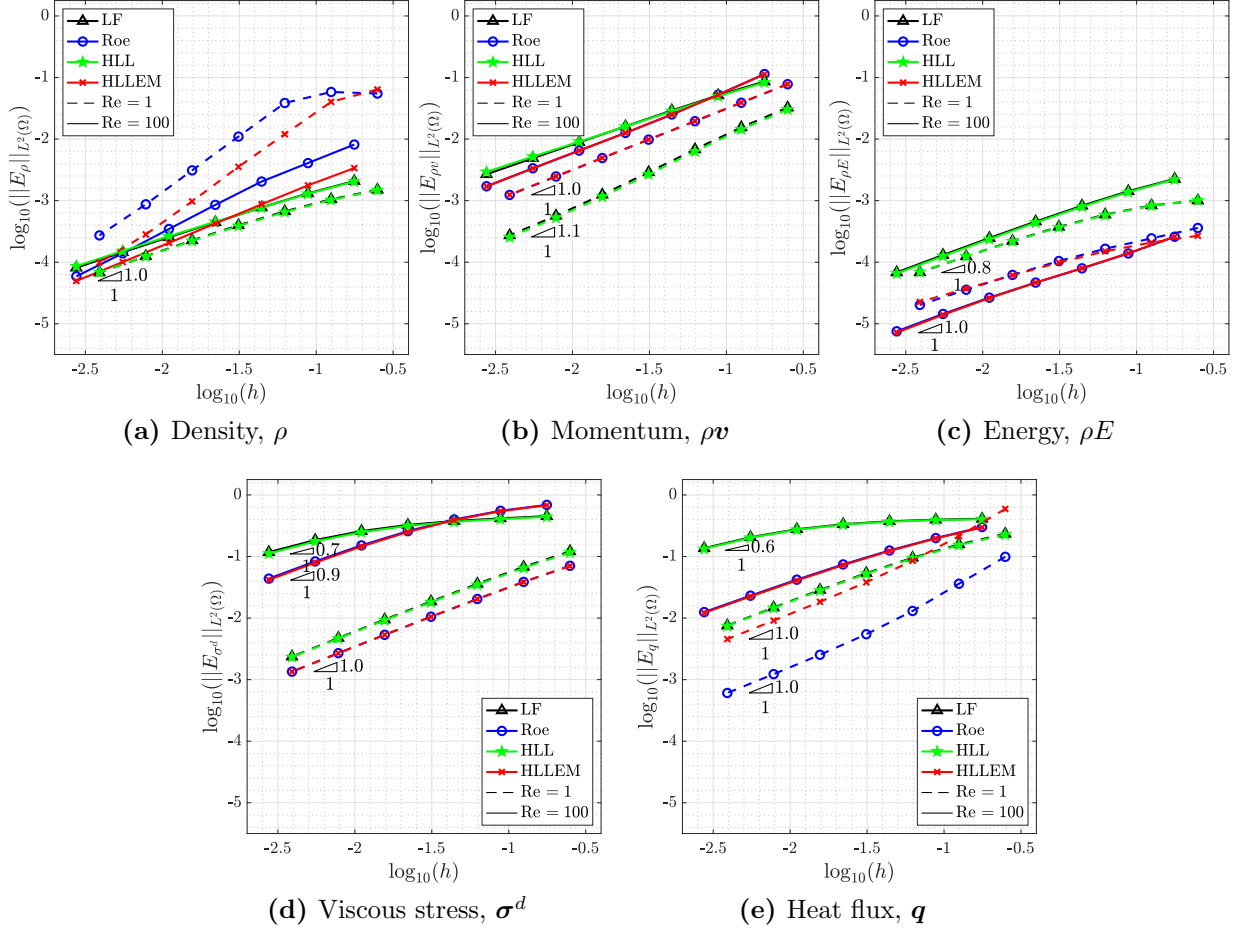 0
-1
-2
-3
-4
-5
log₁₀(||E_ρ||_{L²(Ω)})
LF
Roe
HLL
HLLEM
Re = 1
Re = 100
1.0
1
-2.5 -2 -1.5 -1 -0.5
log₁₀(h)
(a) Density, ρ
0
-1
-2
-3
-4
-5
log₁₀(||E_{ρv}||_{L²(Ω)})
LF
Roe
HLL
HLLEM
Re = 1
Re = 100
1.0
1
1.1
1
-2.5 -2 -1.5 -1 -0.5
log₁₀(h)
(b) Momentum, ρv
0
-1
-2
-3
-4
-5
log₁₀(||E_{ρE}||_{L²(Ω)})
LF
Roe
HLL
HLLEM
Re = 1
Re = 100
0.8
1
1.0
1
-2.5 -2 -1.5 -1 -0.5
log₁₀(h)
(c) Energy, ρE
0
-1
-2
-3
-4
-5
log₁₀(||E_{σ^d}||_{L²(Ω)})
0.7
1
0.9
1
1.0
1
LF
Roe
HLL
HLLEM
Re = 1
Re = 100
-2.5 -2 -1.5 -1 -0.5
log₁₀(h)
(d) Viscous stress, σ^d
0
-1
-2
-3
-4
-5
log₁₀(||E_q||_{L²(Ω)})
0.6
1
1.0
1
1.0
1
LF
Roe
HLL
HLLEM
Re = 1
Re = 100
-2.5 -2 -1.5 -1 -0.5
log₁₀(h)
(e) Heat flux, q